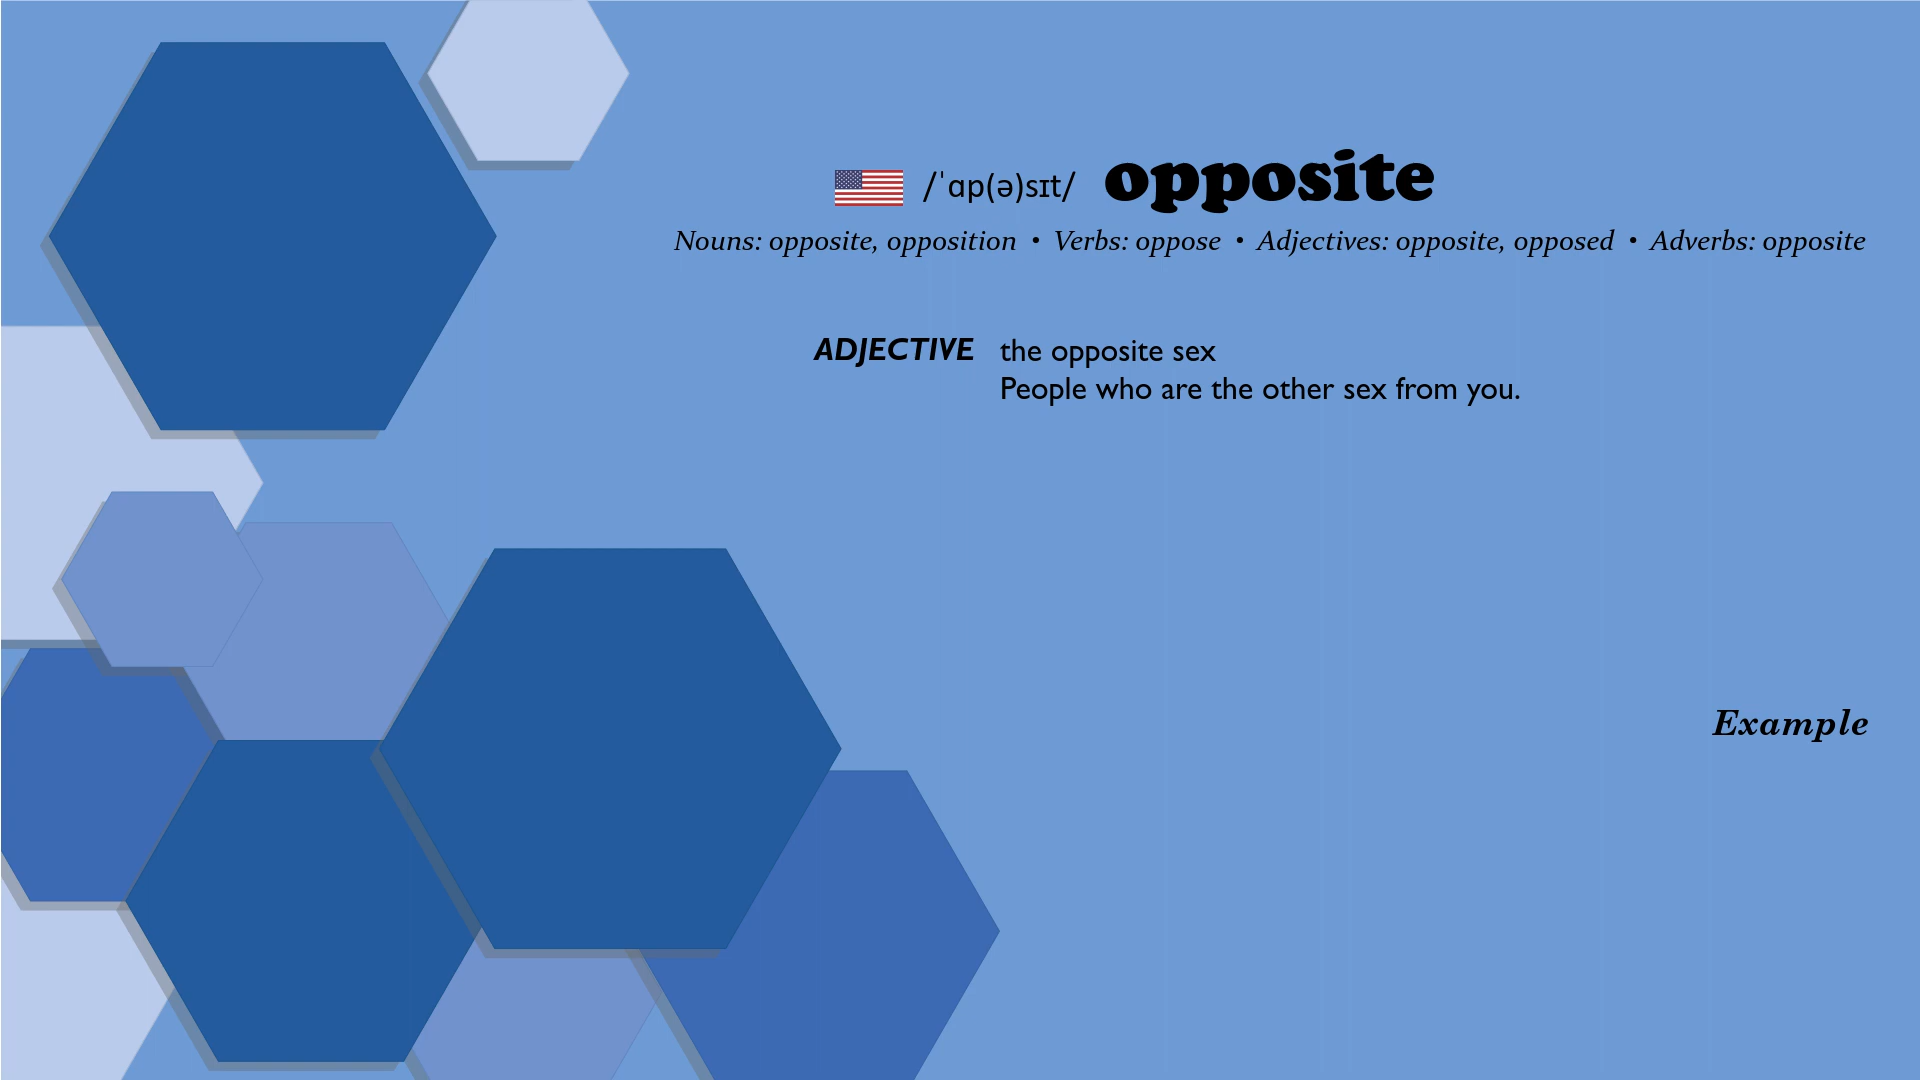 /ˈɑp(ə)sɪt/ opposite
Nouns: opposite, opposition • Verbs: oppose • Adjectives: opposite, opposed • Adverbs: opposite
ADJECTIVE the opposite sex
People who are the other sex from you.
Example